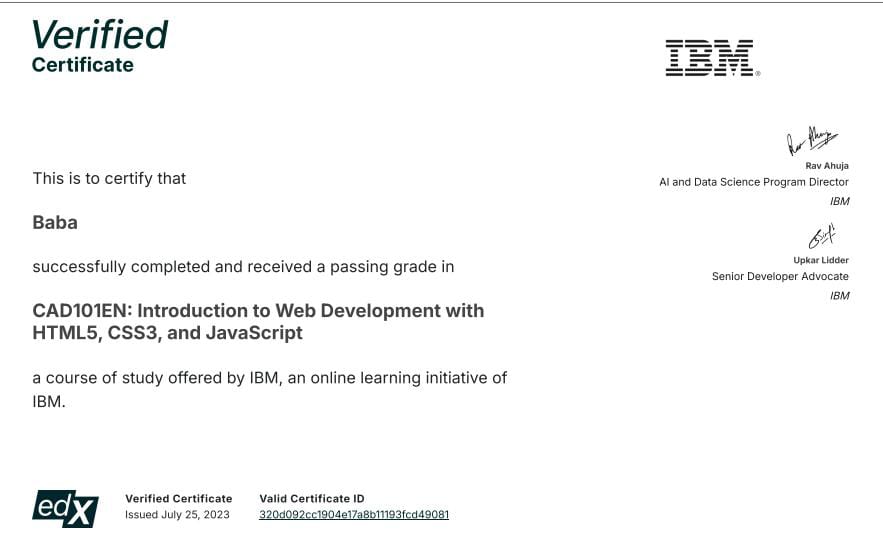 Verified
Certificate
IBM
Rav Ahuja
AI and Data Science Program Director
IBM
Upkar Lidder
Senior Developer Advocate
IBM
This is to certify that
Baba
successfully completed and received a passing grade in
CAD101EN: Introduction to Web Development with
HTML5, CSS3, and JavaScript
a course of study offered by IBM, an online learning initiative of
IBM.
edX
Verified Certificate
Issued July 25, 2023
Valid Certificate ID
320d092cc1904e17a8b11193fcd49081